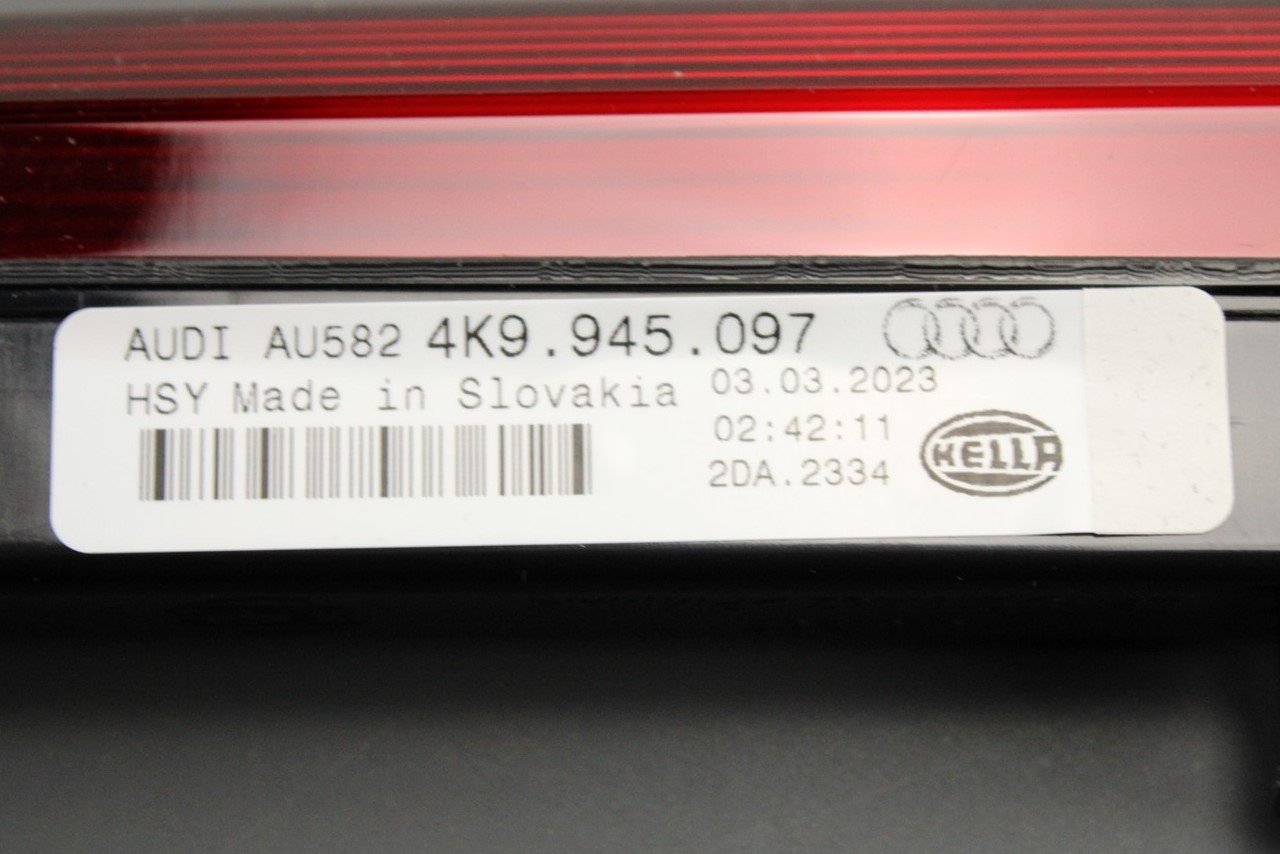 AUDI AU582 4K9.945.097
HSY Made in Slovakia 03.03.2023
02:42:11
2DA.2334
HELLA